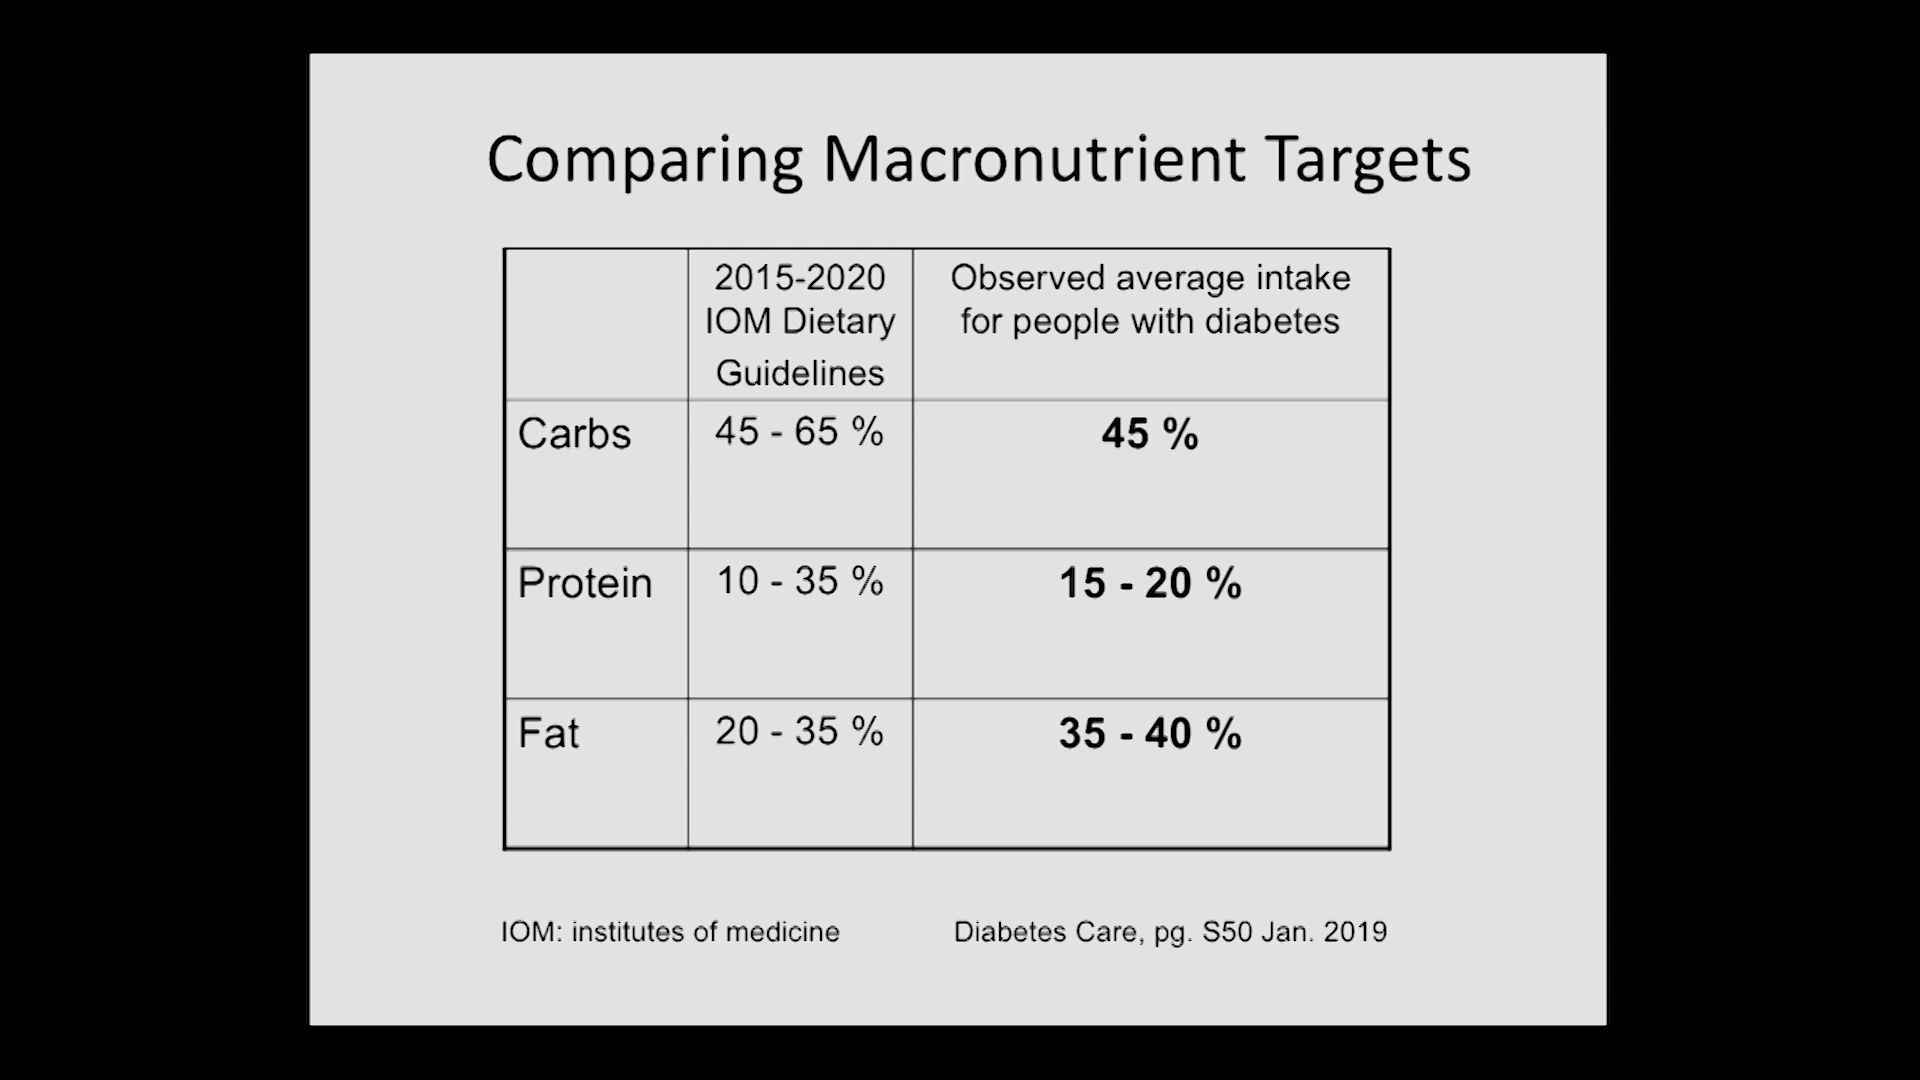 Comparing Macronutrient Targets
2015-2020
IOM Dietary
Guidelines
Observed average intake
for people with diabetes
Carbs
45 - 65 %
45 %
Protein
10 - 35 %
15 - 20 %
Fat
20 - 35 %
35 - 40 %
IOM: institutes of medicine
Diabetes Care, pg. S50 Jan. 2019